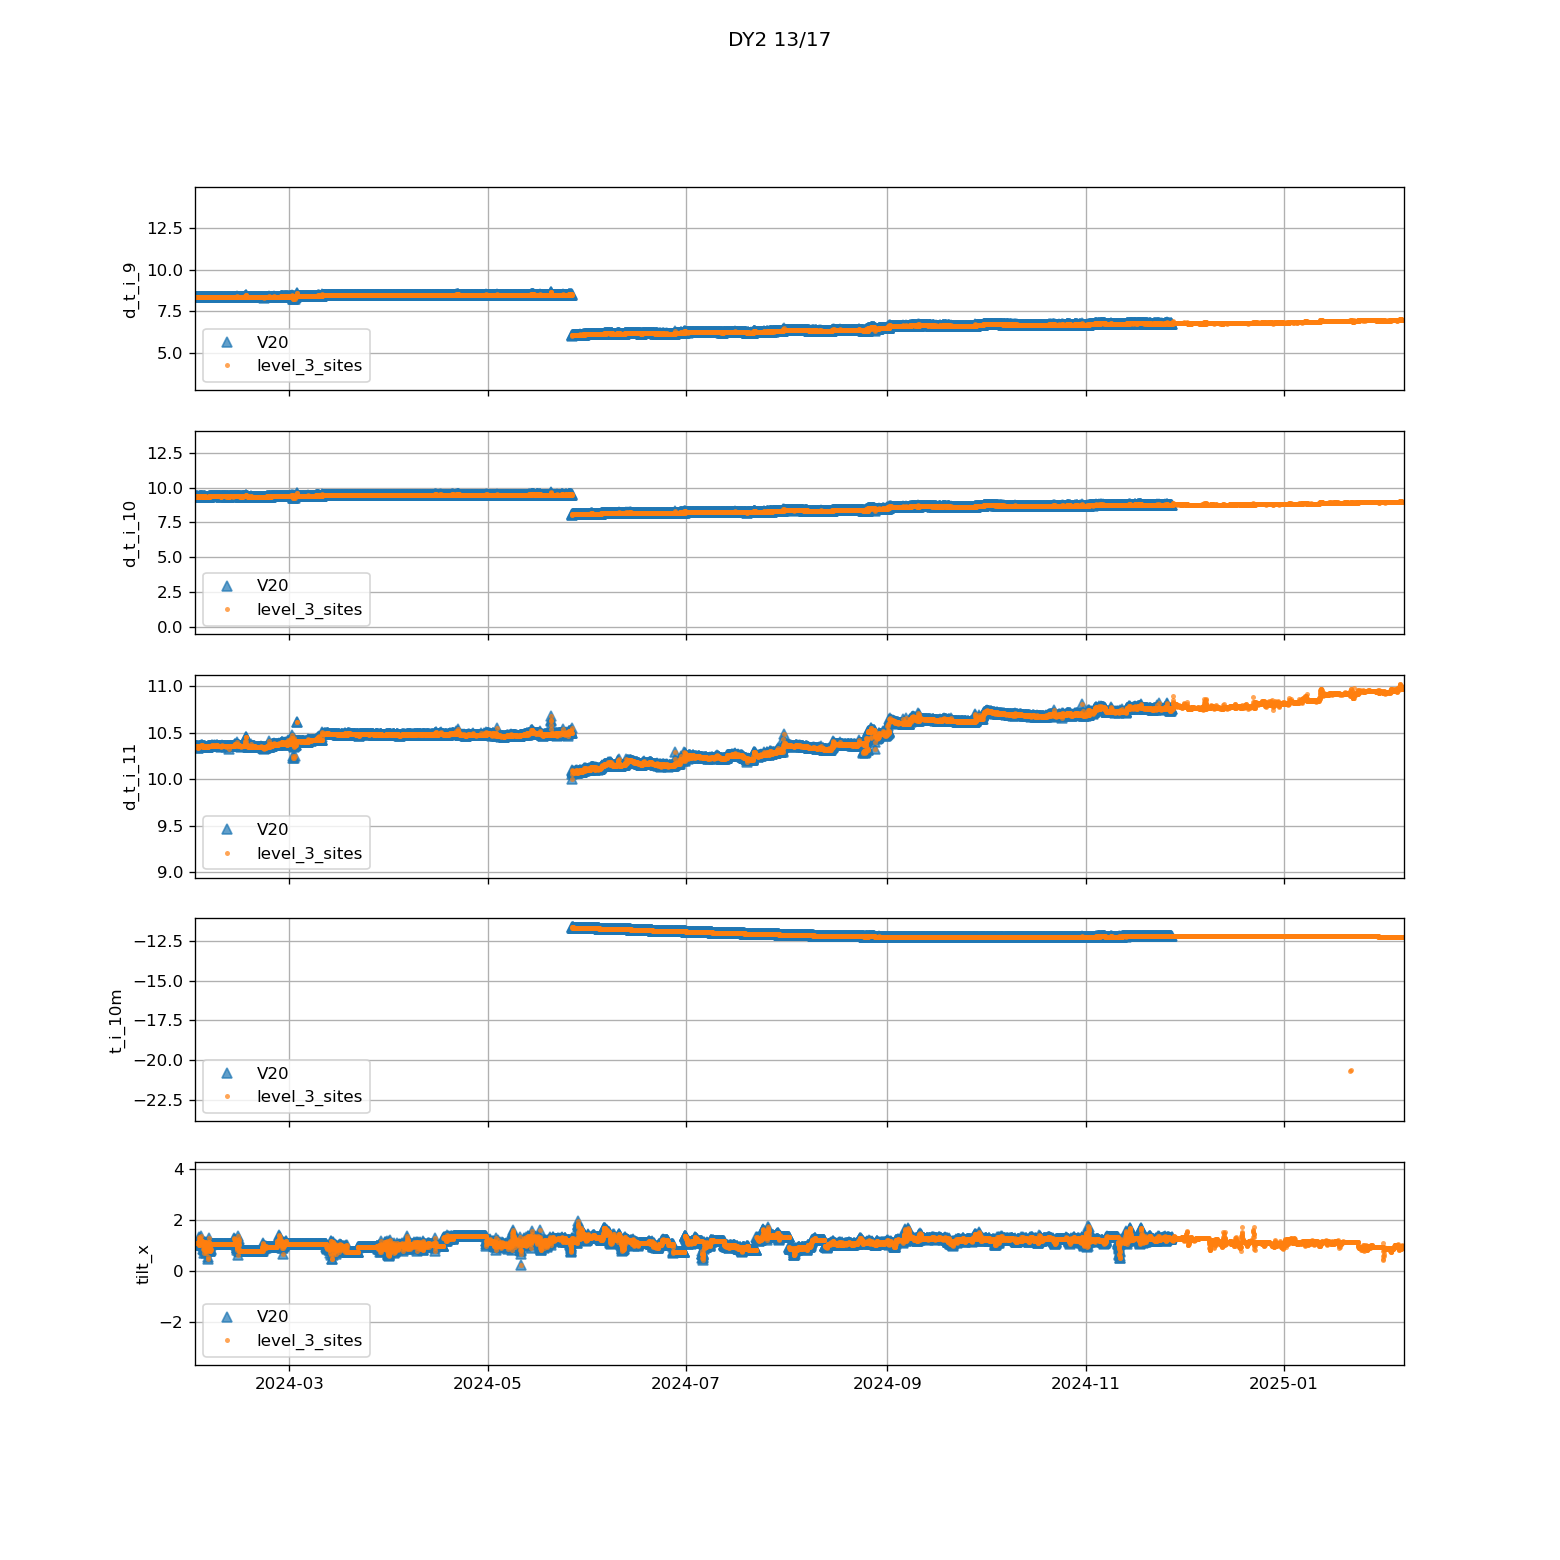 DY2 13/17
12.5
10.0
7.5
5.0
d_t_i_9
V20
level_3_sites
12.5
10.0
7.5
5.0
2.5
0.0
d_t_i_10
V20
level_3_sites
11.0
10.5
10.0
9.5
9.0
d_t_i_11
V20
level_3_sites
−12.5
−15.0
−17.5
−20.0
−22.5
t_i_10m
V20
level_3_sites
4
2
0
−2
tilt_x
V20
level_3_sites
2024-03
2024-05
2024-07
2024-09
2024-11
2025-01